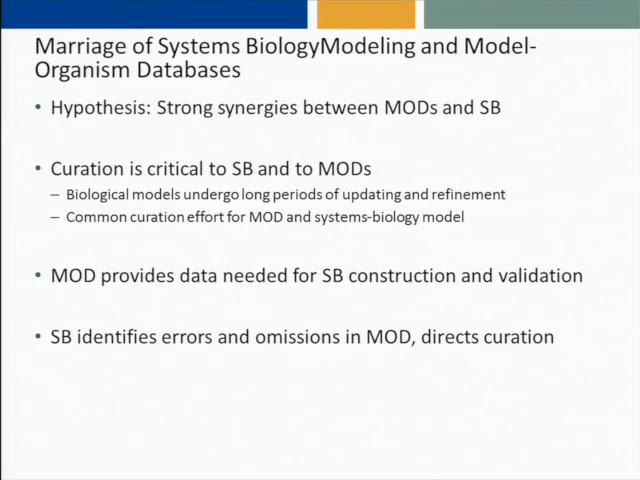 Marriage of Systems BiologyModeling and Model-
Organism Databases
• Hypothesis: Strong synergies between MODs and SB
• Curation is critical to SB and to MODs
– Biological models undergo long periods of updating and refinement
– Common curation effort for MOD and systems-biology model
• MOD provides data needed for SB construction and validation
• SB identifies errors and omissions in MOD, directs curation